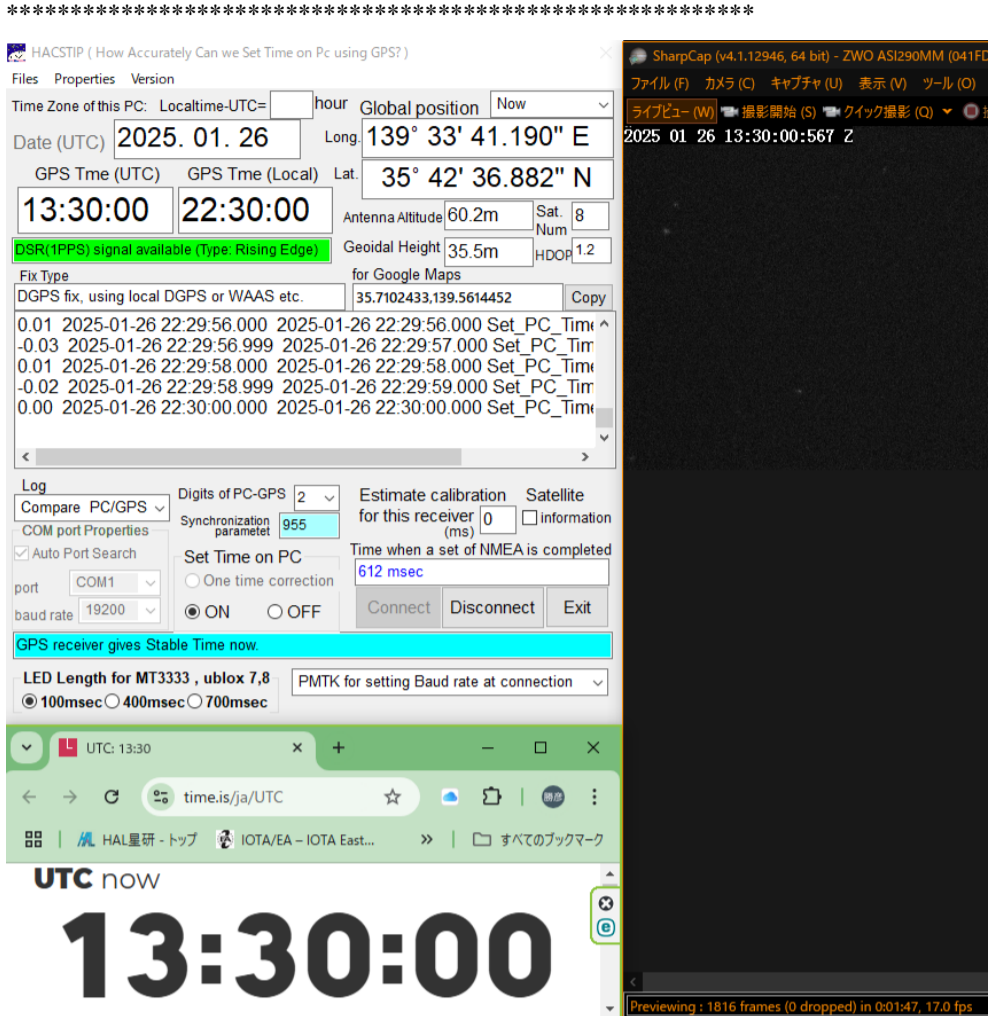 ************************************************************
HACSTIP ( How Accurately Can we Set Time on Pc using GPS? )
Files Properties Version
Time Zone of this PC: Localtime-UTC= hour
Global position Now
Date (UTC) 2025. 01. 26
Long. 139° 33' 41.190" E
GPS Tme (UTC) GPS Tme (Local)
Lat. 35° 42' 36.882" N
13:30:00 22:30:00
Antenna Altitude 60.2m Sat. Num 8
DSR(1PPS) signal available (Type: Rising Edge)
Geoidal Height 35.5m HDOP 1.2
Fix Type
for Google Maps
DGPS fix, using local DGPS or WAAS etc.
35.7102433,139.5614452 Copy
0.01 2025-01-26 22:29:56.000 2025-01-26 22:29:56.000 Set_PC_Time
-0.03 2025-01-26 22:29:56.999 2025-01-26 22:29:57.000 Set_PC_Tim
0.01 2025-01-26 22:29:58.000 2025-01-26 22:29:58.000 Set_PC_Time
-0.02 2025-01-26 22:29:58.999 2025-01-26 22:29:59.000 Set_PC_Tim
0.00 2025-01-26 22:30:00.000 2025-01-26 22:30:00.000 Set_PC_Time
Log
Compare PC/GPS
Digits of PC-GPS 2
Synchronization parametet 955
Estimate calibration for this receiver (ms) 0
Satellite information
COM port Properties
Auto Port Search
port COM1
baud rate 19200
Set Time on PC
One time correction
ON OFF
Time when a set of NMEA is completed
612 msec
Connect Disconnect Exit
GPS receiver gives Stable Time now.
LED Length for MT3333 , ublox 7,8
100msec 400msec 700msec
PMTK for setting Baud rate at connection
UTC: 13:30
time.is/ja/UTC
勝彦
HAL星研 - トップ IOTA/EA – IOTA East... » すべてのブックマーク
UTC now
13:30:00
SharpCap (v4.1.12946, 64 bit) - ZWO ASI290MM (041FD
ファイル (F) カメラ (C) キャプチャ (U) 表示 (V) ツール (O)
ライブビュー (W) 撮影開始 (S) クイック撮影 (Q)
2025 01 26 13:30:00:567 Z
Previewing : 1816 frames (0 dropped) in 0:01:47, 17.0 fps